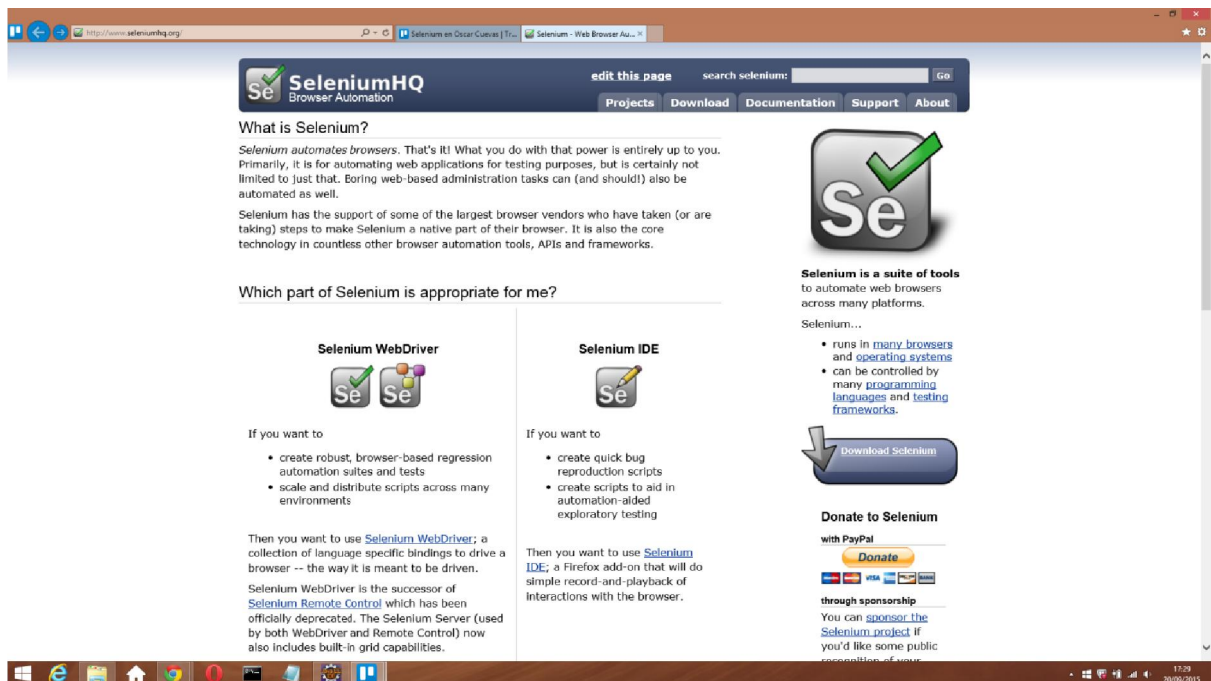 http://www.seleniumhq.org/
Selenium en Oscar Cuevas | Tr...
Selenium - Web Browser Au...
SeleniumHQ
Browser Automation
edit this page
search selenium:
Go
Projects
Download
Documentation
Support
About
What is Selenium?
Selenium automates browsers. That's it! What you do with that power is entirely up to you.
Primarily, it is for automating web applications for testing purposes, but is certainly not
limited to just that. Boring web-based administration tasks can (and should!) also be
automated as well.
Selenium has the support of some of the largest browser vendors who have taken (or are
taking) steps to make Selenium a native part of their browser. It is also the core
technology in countless other browser automation tools, APIs and frameworks.
Which part of Selenium is appropriate for me?
Selenium WebDriver
Se
Se
If you want to
• create robust, browser-based regression
automation suites and tests
• scale and distribute scripts across many
environments
Then you want to use Selenium WebDriver; a
collection of language specific bindings to drive a
browser -- the way it is meant to be driven.
Selenium WebDriver is the successor of
Selenium Remote Control which has been
officially deprecated. The Selenium Server (used
by both WebDriver and Remote Control) now
also includes built-in grid capabilities.
Selenium IDE
Se
If you want to
• create quick bug
reproduction scripts
• create scripts to aid in
automation-aided
exploratory testing
Then you want to use Selenium
IDE; a Firefox add-on that will do
simple record-and-playback of
interactions with the browser.
Se
Selenium is a suite of tools
to automate web browsers
across many platforms.
Selenium...
• runs in many browsers
and operating systems
• can be controlled by
many programming
languages and testing
frameworks.
Download Selenium
Donate to Selenium
with PayPal
Donate
VISA
through sponsorship
You can sponsor the
Selenium project if
you'd like some public
recognition of your
17:29
20/09/2015